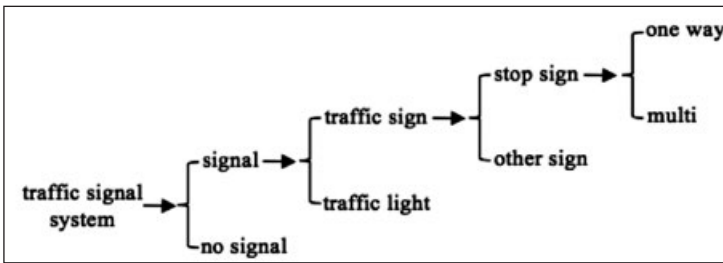 one way
stop sign
traffic sign
multi
signal
other sign
traffic signal
system
traffic light
no signal